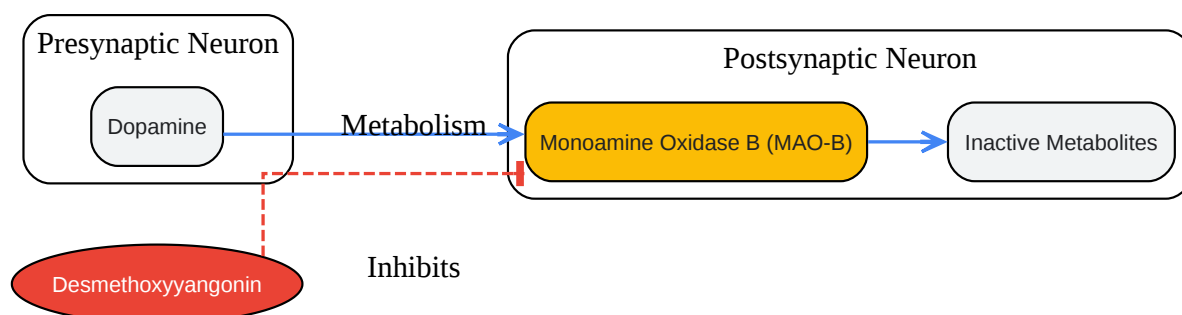 Presynaptic Neuron
Postsynaptic Neuron
Dopamine
Metabolism
Monoamine Oxidase B (MAO-B)
Inactive Metabolites
Inhibits
Desmethoxyyangonin